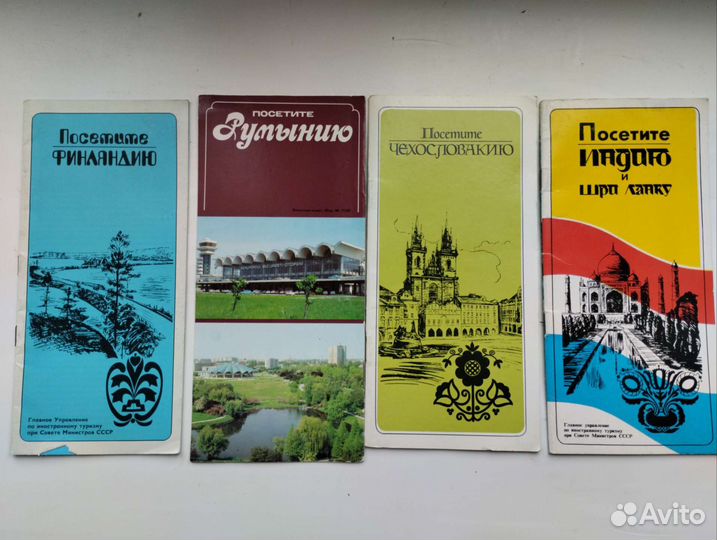 Посетите
ФИНЛЯНДИЮ
Главное Управление
по иностранному туризму
при Совете Министров СССР
ПОСЕТИТЕ
Румынию
Посетите
ЧЕХОСЛОВАКИЮ
Посетите
ИНДИЮ
и
Шри Ланку
Главное управление
по иностранному туризму
при Совете Министров СССР
Avito